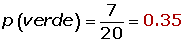 p (verde) = 7/20 = 0.35